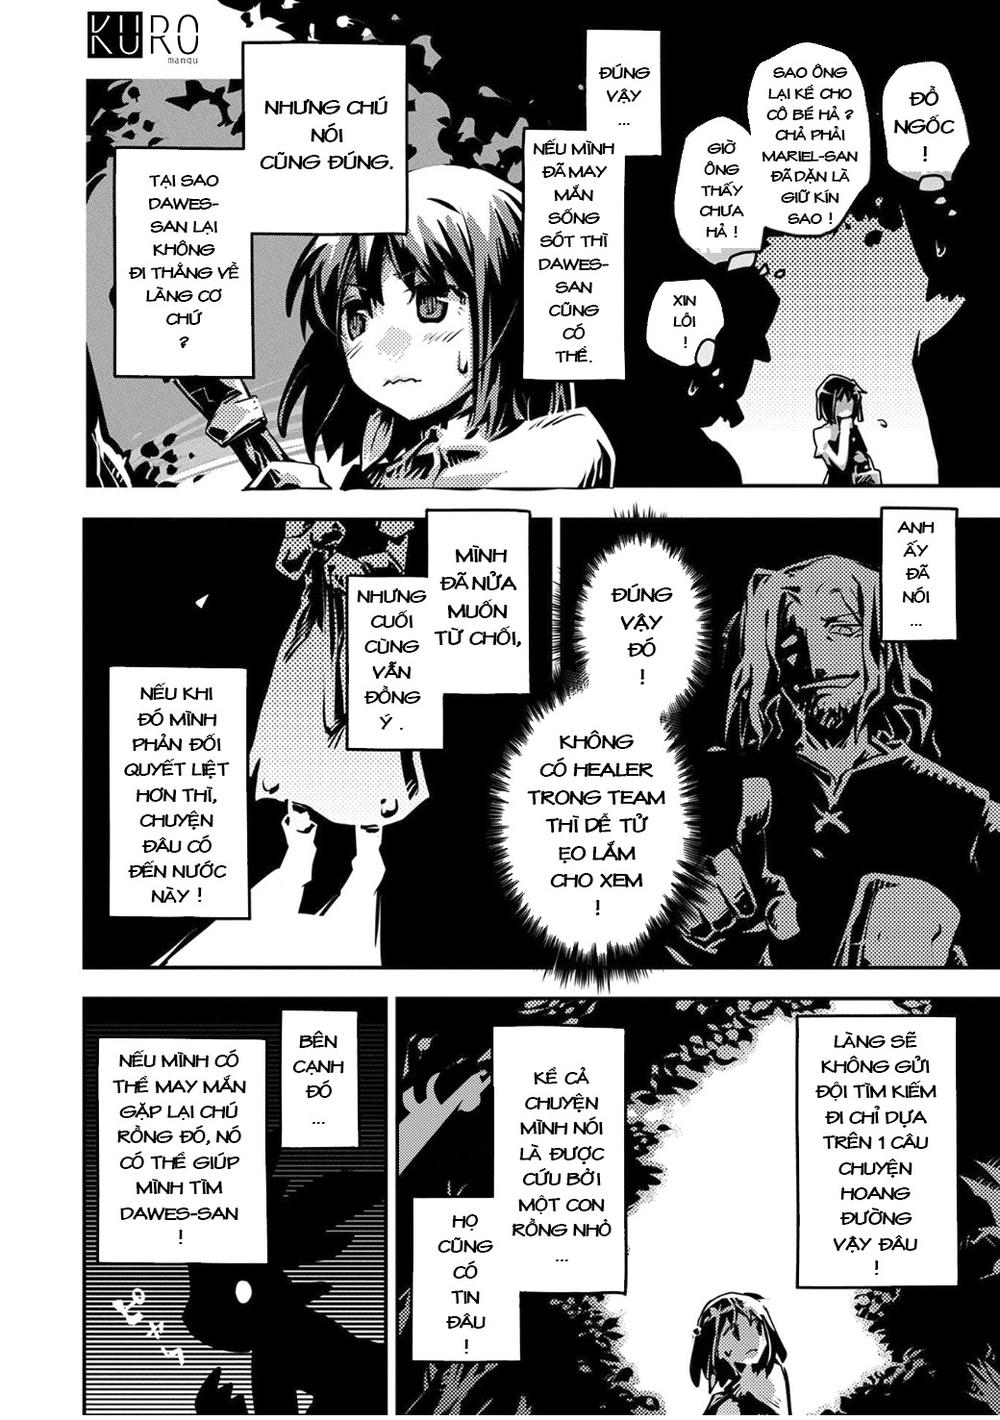 KURO
manqu
ĐỒ
NGỐC
!
SAO ÔNG
LẠI KỂ CHO
CÔ BÉ HẢ ?
CHẢ PHẢI
MARIEL-SAN
ĐÃ DẶN LÀ
GIỮ KÍN
SAO !
GIỜ
ÔNG
THẤY
CHƯA
HẢ !
XIN
LỖI !
ĐÚNG
VẬY
...
NẾU MÌNH
ĐÃ MAY
MẮN
SỐNG
SÓT THÌ
DAWES-
SAN
CŨNG
CÓ
THỂ.
NHƯNG CHÚ
NÓI
CŨNG ĐÚNG.
TẠI SAO
DAWES-
SAN LẠI
KHÔNG
ĐI THẲNG VỀ
LÀNG CƠ
CHỨ
?
ANH
ẤY
ĐÃ
NÓI
...
ĐÚNG
VẬY
ĐÓ
!
KHÔNG
CÓ HEALER
TRONG TEAM
THÌ DỄ TỬ
ẸO LẮM
CHO XEM
!
MÌNH
ĐÃ NỬA
MUỐN
TỪ CHỐI,
NHƯNG
CUỐI
CÙNG
VẪN
ĐỒNG
Ý .
NẾU KHI
ĐÓ MÌNH
PHẢN ĐỐI
QUYẾT LIỆT
HƠN THÌ,
CHUYỆN
ĐÂU CÓ
ĐẾN NƯỚC
NÀY !
LÀNG SẼ
KHÔNG GỬI
ĐỘI TÌM KIẾM
ĐI CHỈ DỰA
TRÊN 1 CÂU
CHUYỆN
HOANG
ĐƯỜNG
VẬY ĐÂU
!
KỂ CẢ
CHUYỆN
MÌNH NÓI
LÀ ĐƯỢC
CỨU BỞI
MỘT CON
RỒNG NHỎ
...
HỌ
CŨNG
CÓ
TIN
ĐÂU
!
BÊN
CẠNH
ĐÓ
...
NẾU MÌNH CÓ
THỂ MAY MẮN
GẶP LẠI CHÚ
RỒNG ĐÓ, NÓ
CÓ THỂ GIÚP
MÌNH TÌM
DAWES-SAN
!